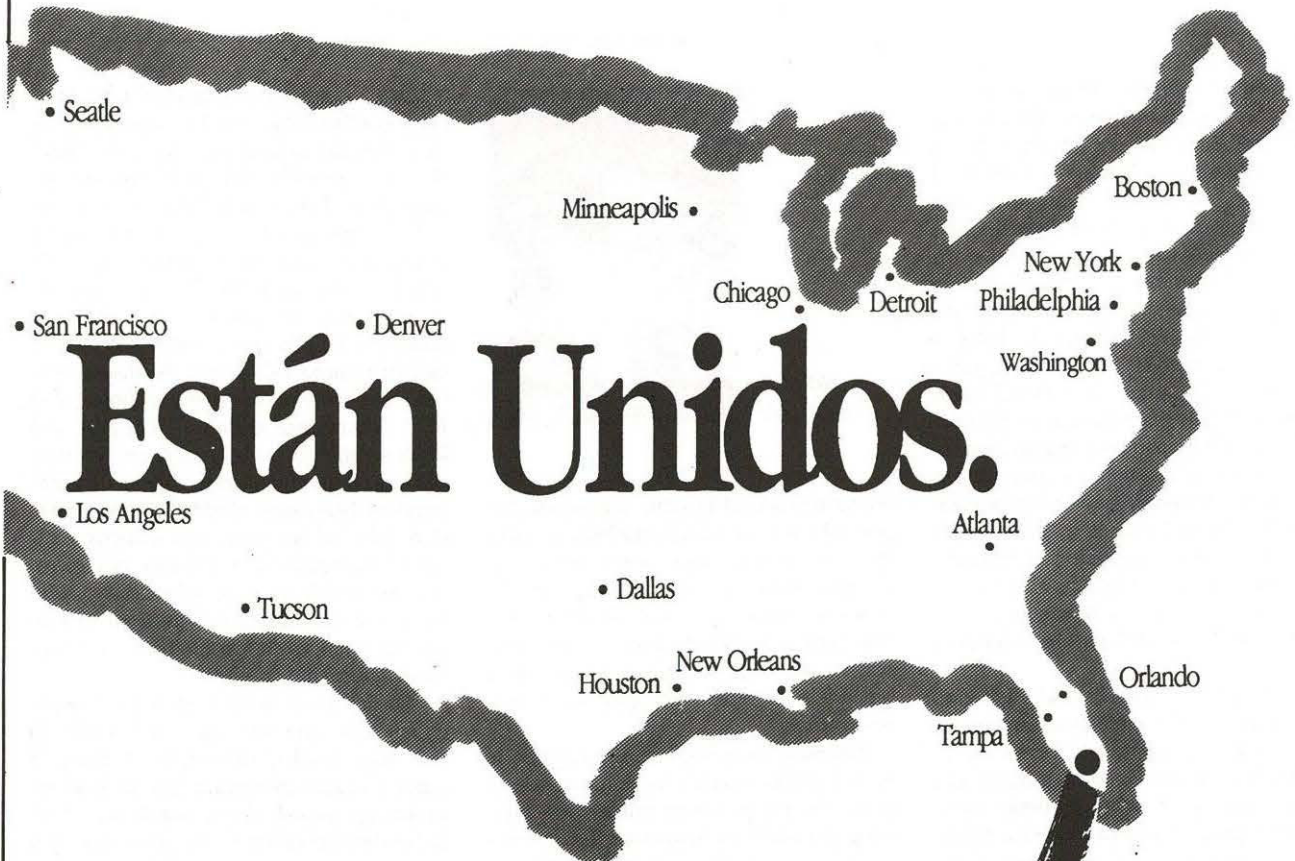 • Seatle
Minneapolis •
Boston •
New York •
Chicago
Detroit
Philadelphia •
• San Francisco
• Denver
Washington
Están Unidos.
• Los Angeles
Atlanta
• Dallas
• Tucson
New Orleans
Houston •
Orlando
Tampa